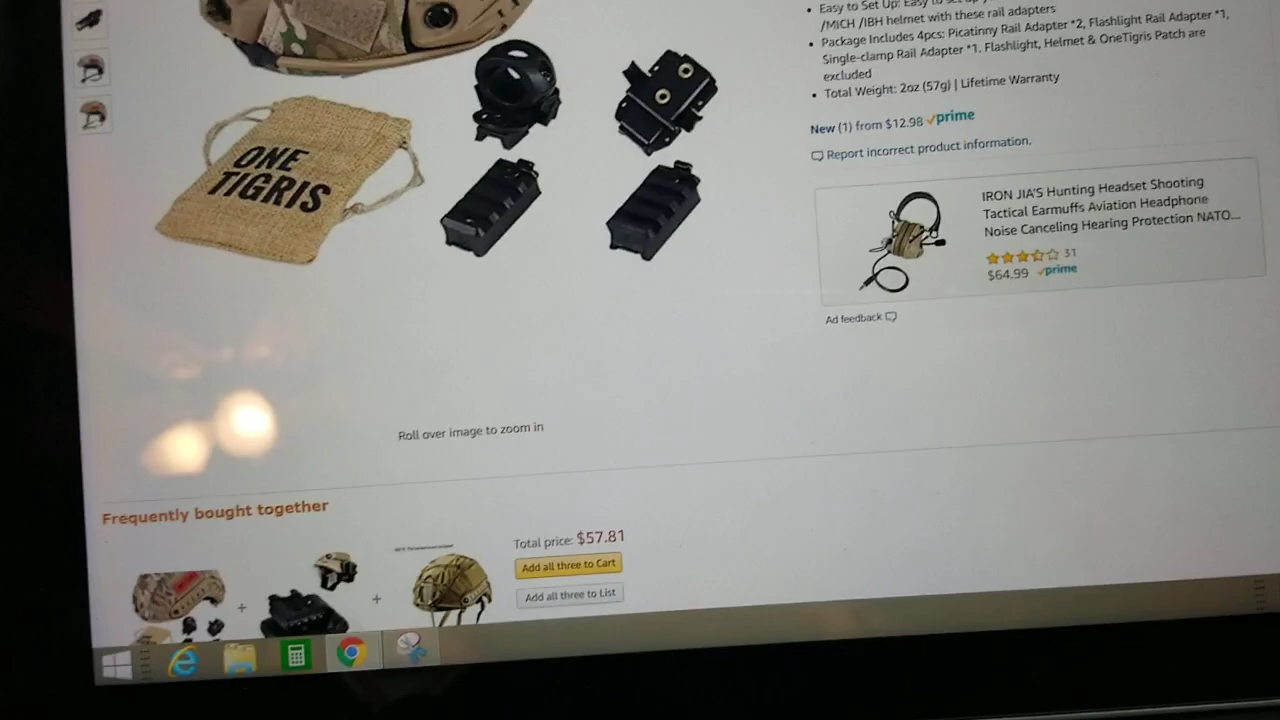 Easy to Set Up: Easy to set up
/MICH /IBH helmet with these rail adapters
Package Includes 4pcs: Picatinny Rail Adapter *2, Flashlight Rail Adapter *1,
Single-clamp Rail Adapter *1. Flashlight, Helmet & OneTigris Patch are
excluded
Total Weight: 2oz (57g) | Lifetime Warranty
New (1) from $12.98 prime
Report incorrect product information.
ONE
TIGRIS
IRON JIA'S Hunting Headset Shooting
Tactical Earmuffs Aviation Headphone
Noise Canceling Hearing Protection NATO...
31
$64.99 prime
Ad feedback
Roll over image to zoom in
Frequently bought together
Total price: $57.81
Add all three to Cart
Add all three to List
+
+